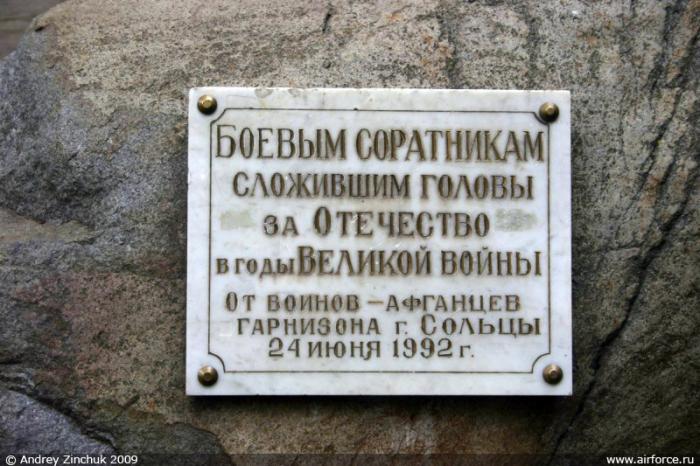 Боевым соратникам
сложившим головы
за Отечество
в годы Великой войны
От воинов – афганцев
гарнизона г. Сольцы
24 июня 1992 г.
© Andrey Zinchuk 2009
www.airforce.ru